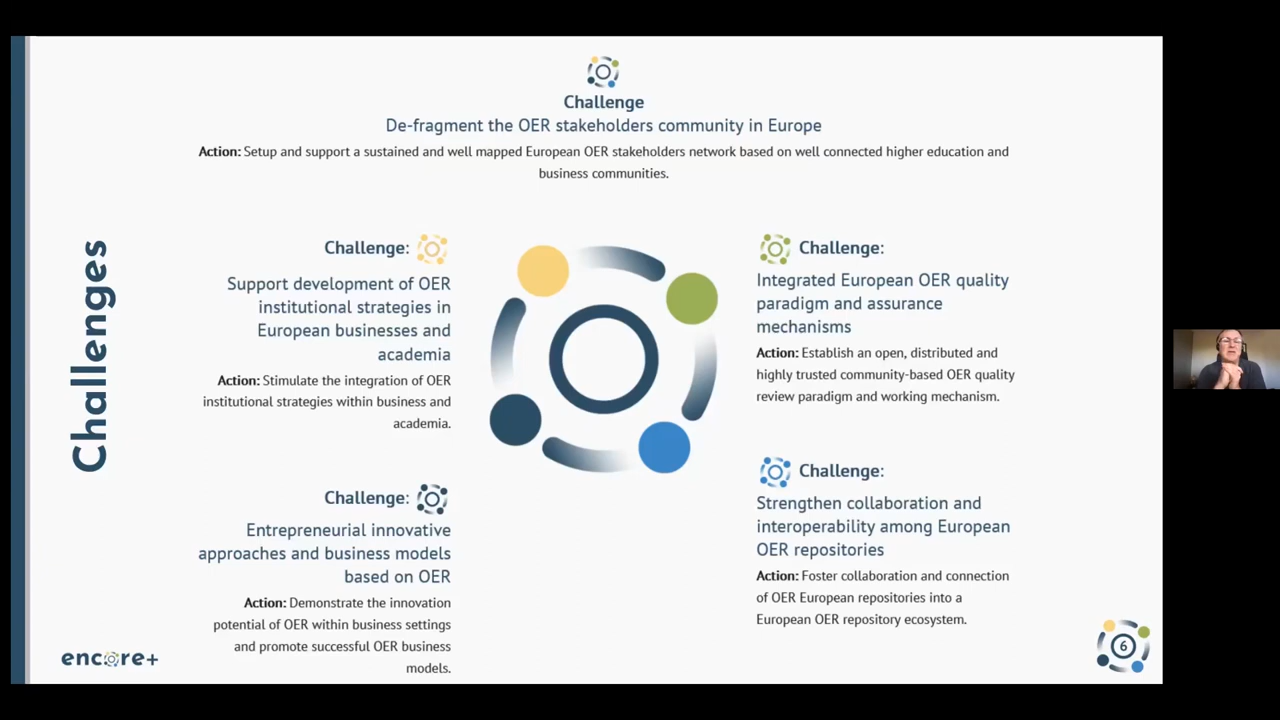 Challenge
De-fragment the OER stakeholders community in Europe
Action: Setup and support a sustained and well mapped European OER stakeholders network based on well connected higher education and
business communities.
Challenges
Challenge:
Support development of OER
institutional strategies in
European businesses and
academia
Action: Stimulate the integration of OER
institutional strategies within business and
academia.
Challenge:
Entrepreneurial innovative
approaches and business models
based on OER
Action: Demonstrate the innovation
potential of OER within business settings
and promote successful OER business
models.
Challenge:
Integrated European OER quality
paradigm and assurance
mechanisms
Action: Establish an open, distributed and
highly trusted community-based OER quality
review paradigm and working mechanism.
Challenge:
Strengthen collaboration and
interoperability among European
OER repositories
Action: Foster collaboration and connection
of OER European repositories into a
European OER repository ecosystem.
encore+
6